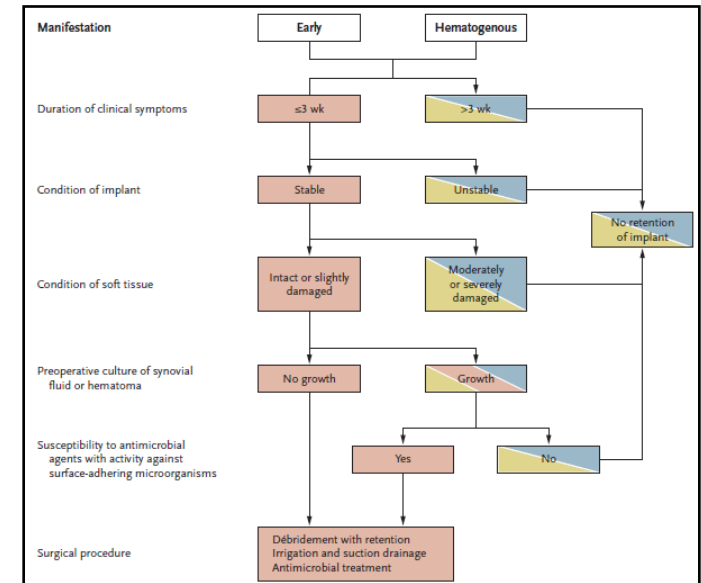 Manifestation
Early
Hematogenous
Duration of clinical symptoms
≤3 wk
>3 wk
Condition of implant
Stable
Unstable
No retention
of implant
Condition of soft tissue
Intact or slightly
damaged
Moderately
or severely
damaged
Preoperative culture of synovial
fluid or hematoma
No growth
Growth
Susceptibility to antimicrobial
agents with activity against
surface-adhering microorganisms
Yes
No
Surgical procedure
Débridement with retention
Irrigation and suction drainage
Antimicrobial treatment